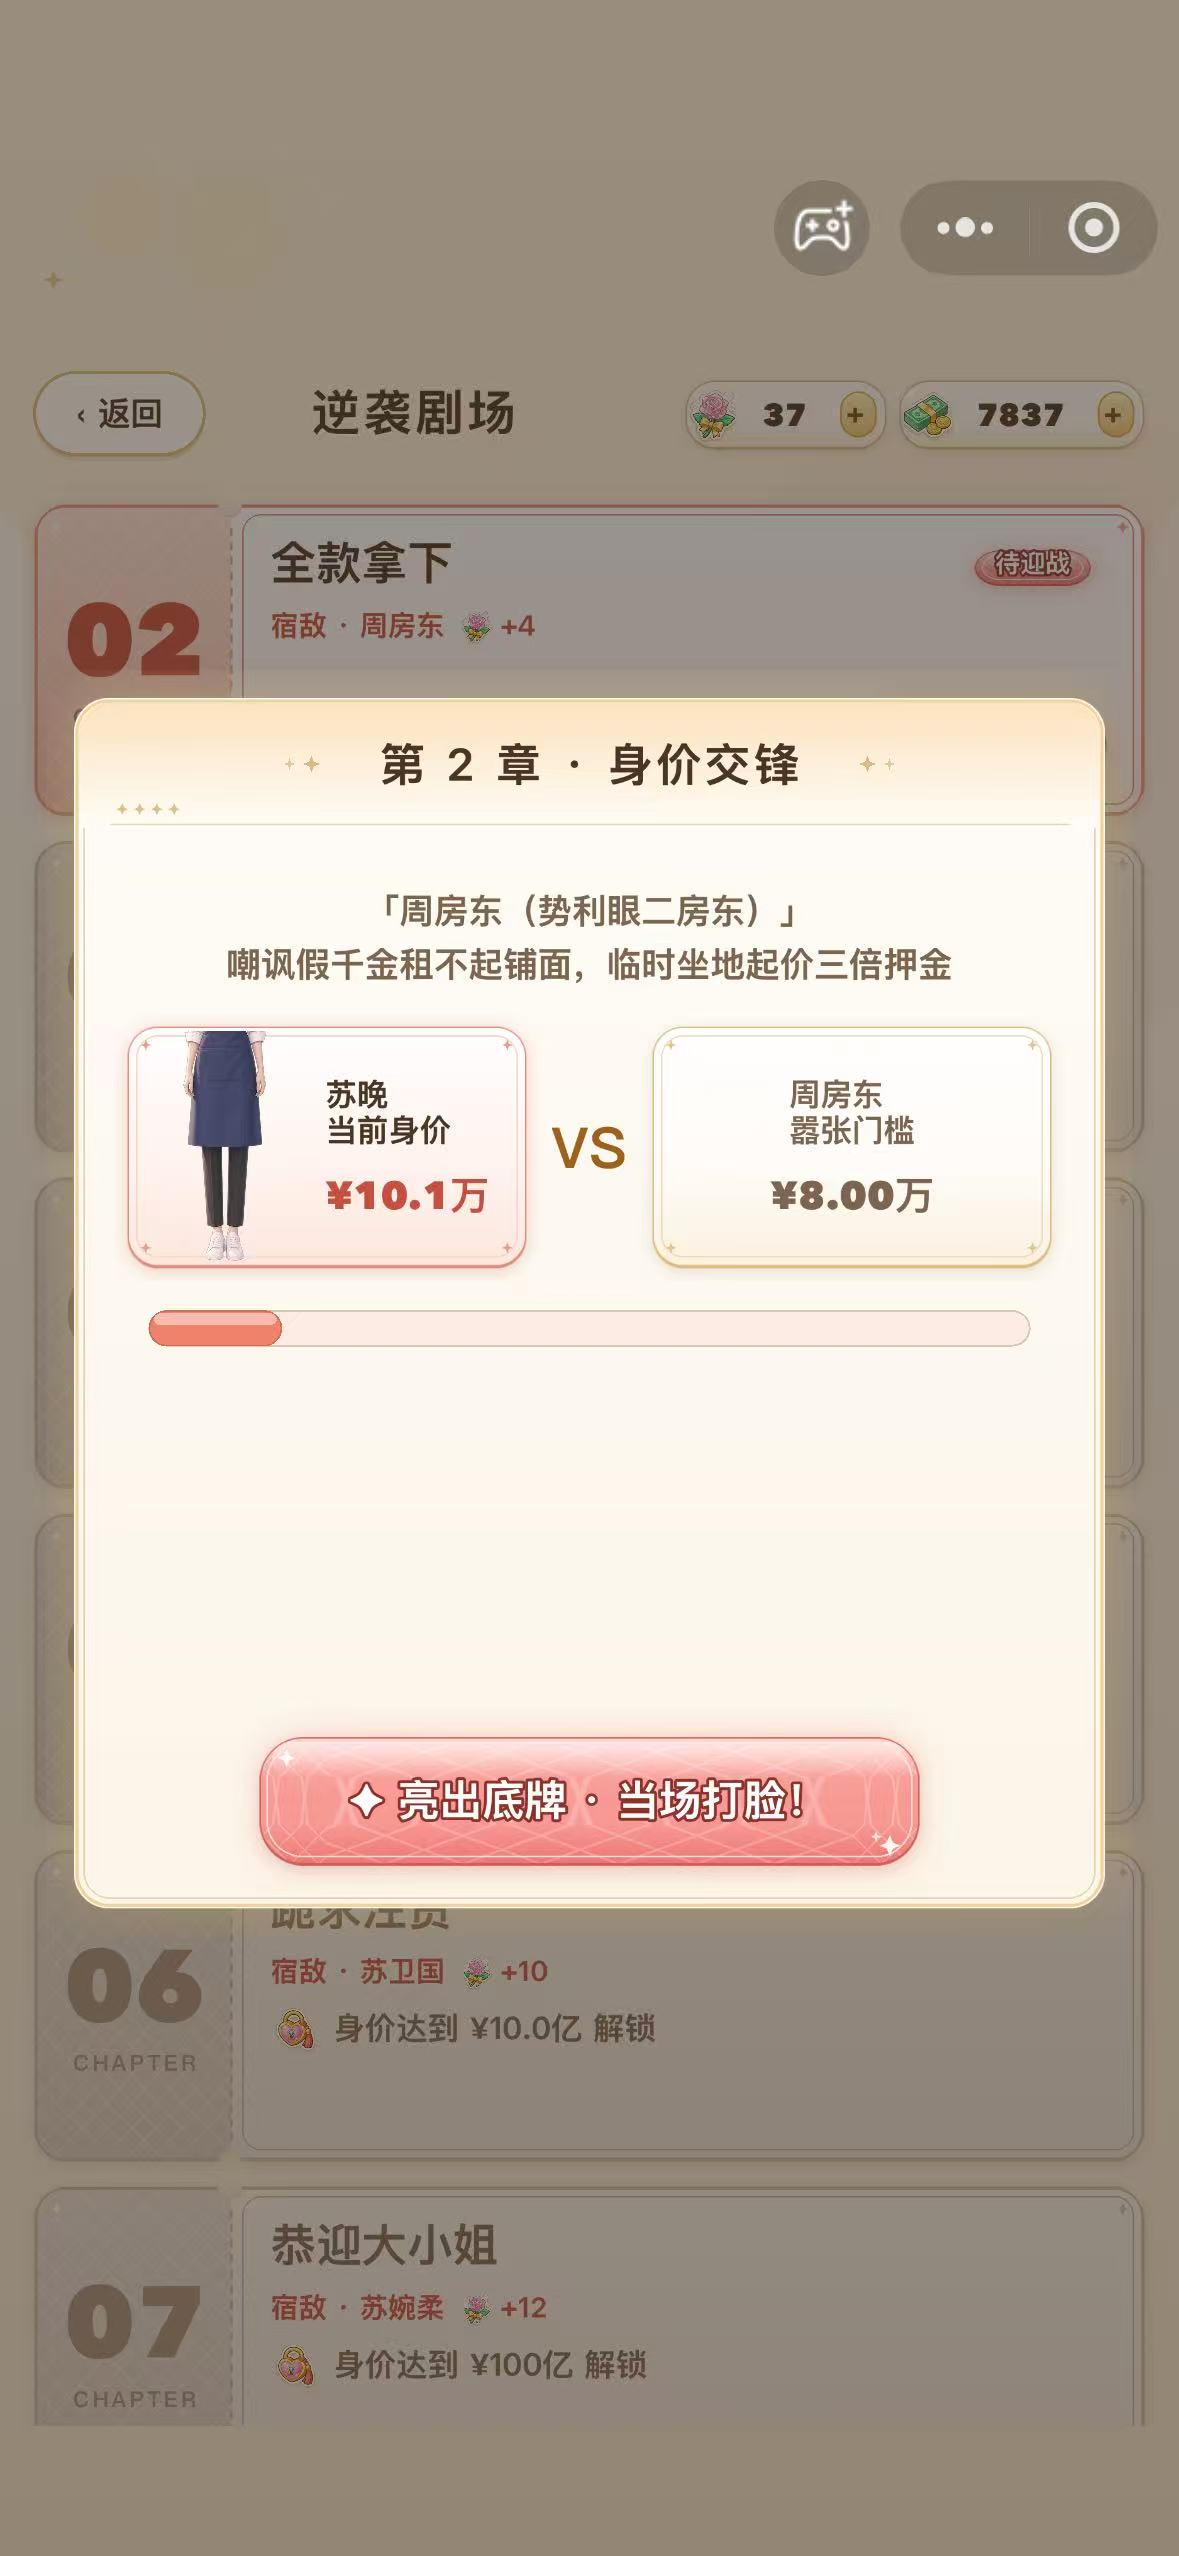 ‹ 返回
逆袭剧场
37 +
7837 +
02
全款拿下
待迎战
宿敌 · 周房东 +4
第 2 章 · 身价交锋
「周房东（势利眼二房东）」
嘲讽假千金租不起铺面，临时坐地起价三倍押金
苏晚
当前身价
¥10.1万
VS
周房东
嚣张门槛
¥8.00万
亮出底牌 · 当场打脸！
06
CHAPTER
宿敌 · 苏卫国 +10
身价达到 ¥10.0亿 解锁
07
CHAPTER
恭迎大小姐
宿敌 · 苏婉柔 +12
身价达到 ¥100亿 解锁